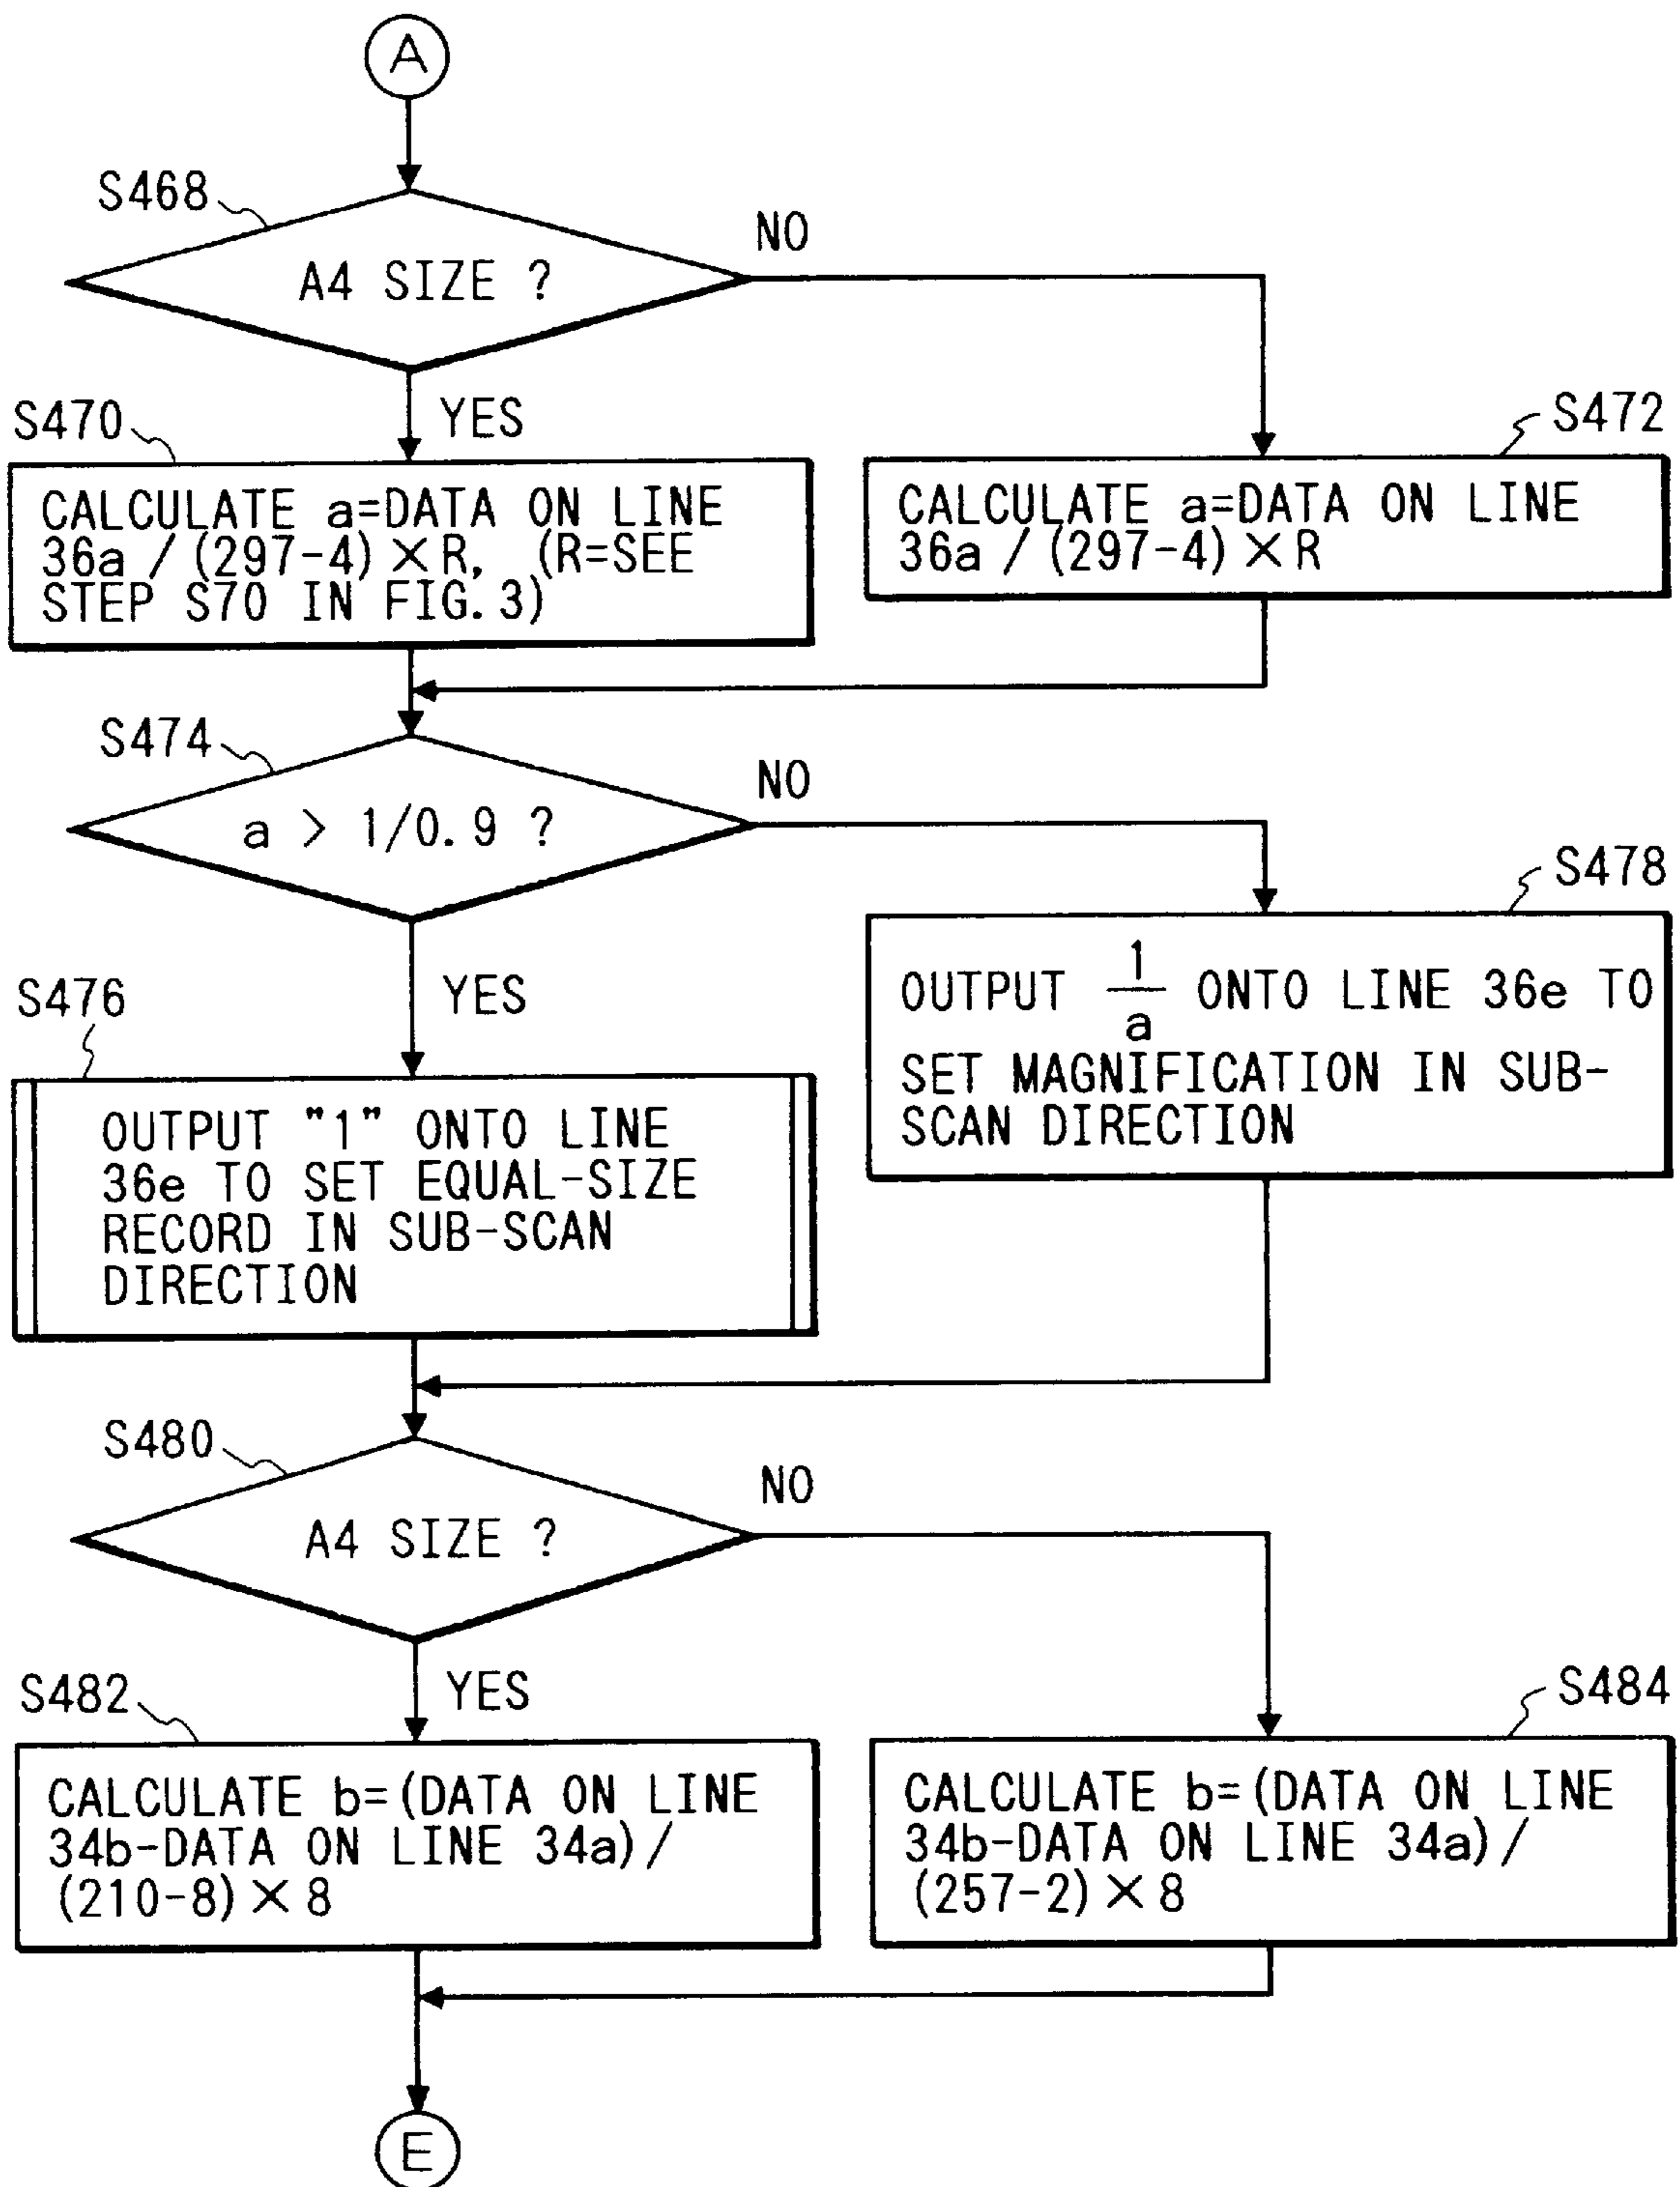 A
S468
A4 SIZE ?
NO
YES
S470
CALCULATE a=DATA ON LINE
36a / (297-4) × R, (R=SEE
STEP S70 IN FIG. 3)
S472
CALCULATE a=DATA ON LINE
36a / (297-4) × R
S474
a > 1/0.9 ?
NO
YES
S476
OUTPUT "1" ONTO LINE
36e TO SET EQUAL-SIZE
RECORD IN SUB-SCAN
DIRECTION
S478
OUTPUT 1/a ONTO LINE 36e TO
SET MAGNIFICATION IN SUB-
SCAN DIRECTION
S480
A4 SIZE ?
NO
YES
S482
CALCULATE b=(DATA ON LINE
34b-DATA ON LINE 34a) /
(210-8) × 8
S484
CALCULATE b=(DATA ON LINE
34b-DATA ON LINE 34a) /
(257-2) × 8
E